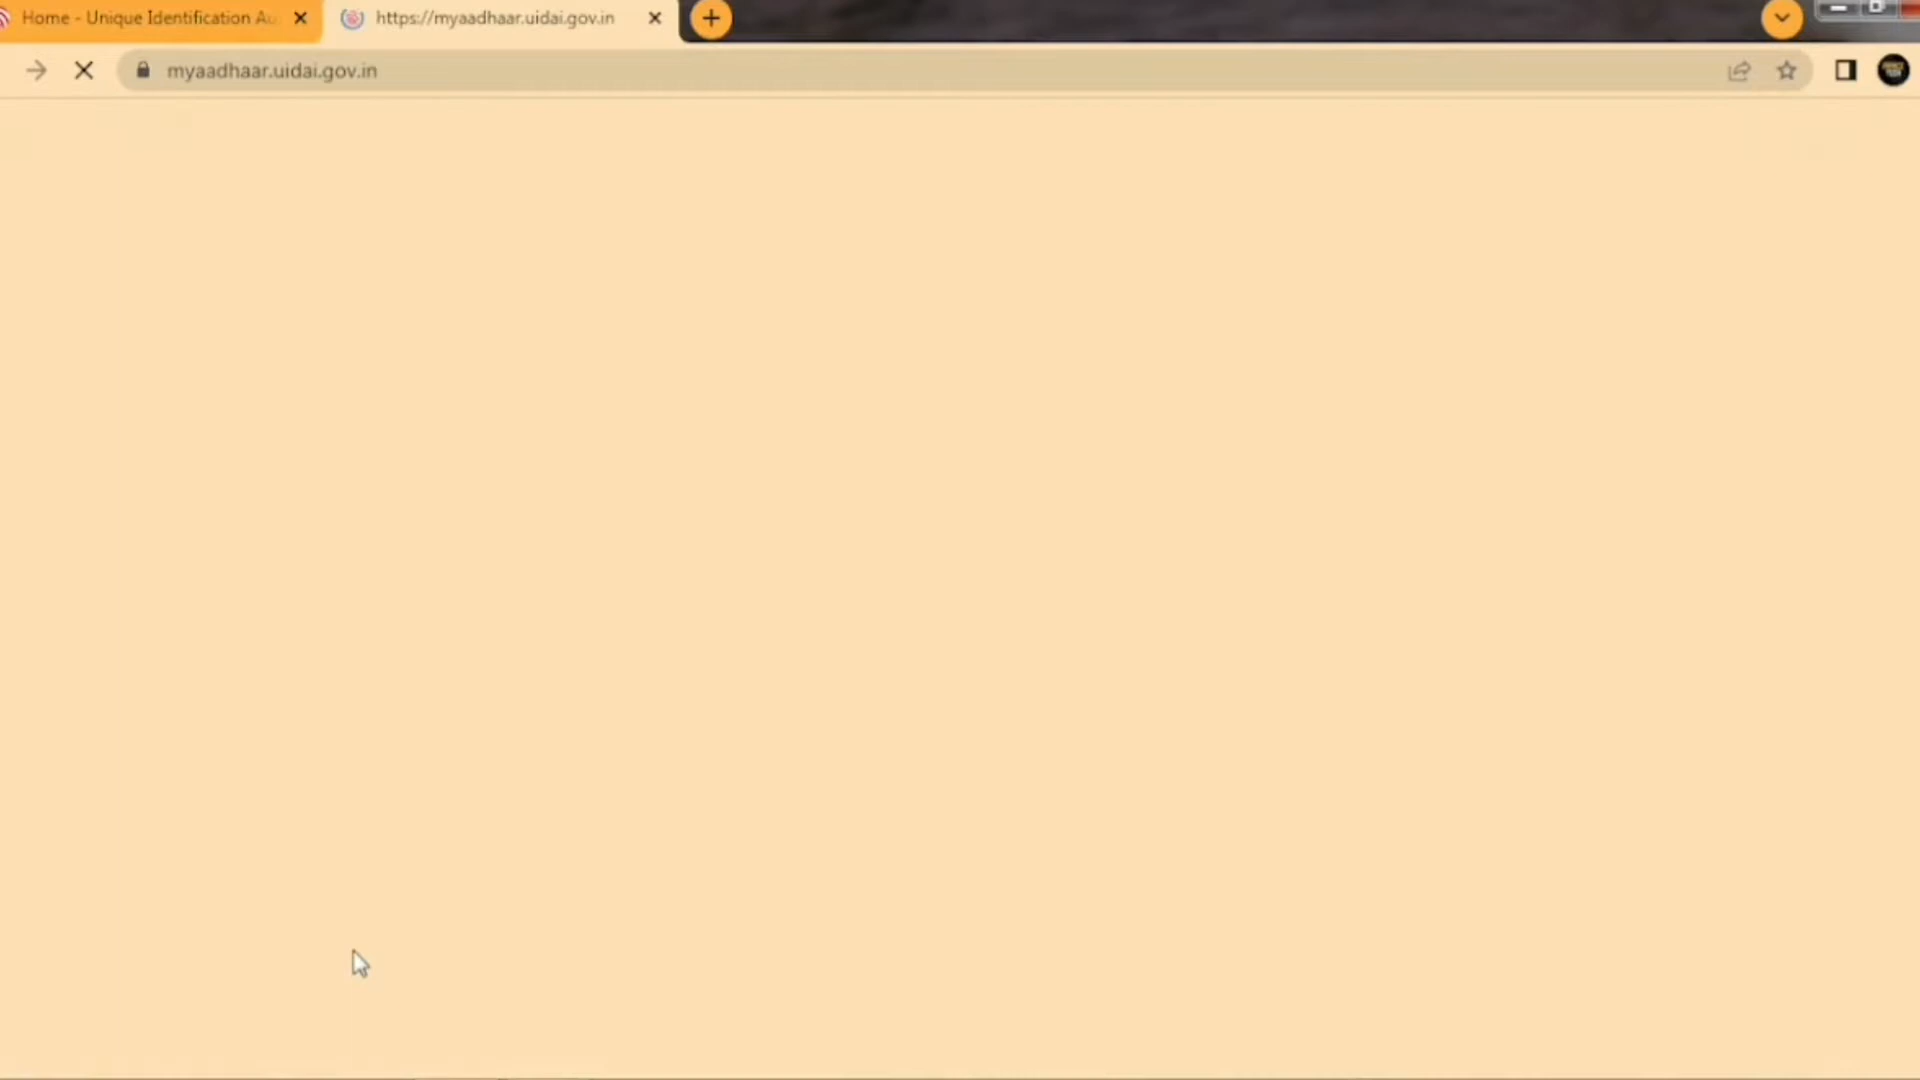 Home - Unique Identification Au
https://myaadhaar.uidai.gov.in
myaadhaar.uidai.gov.in